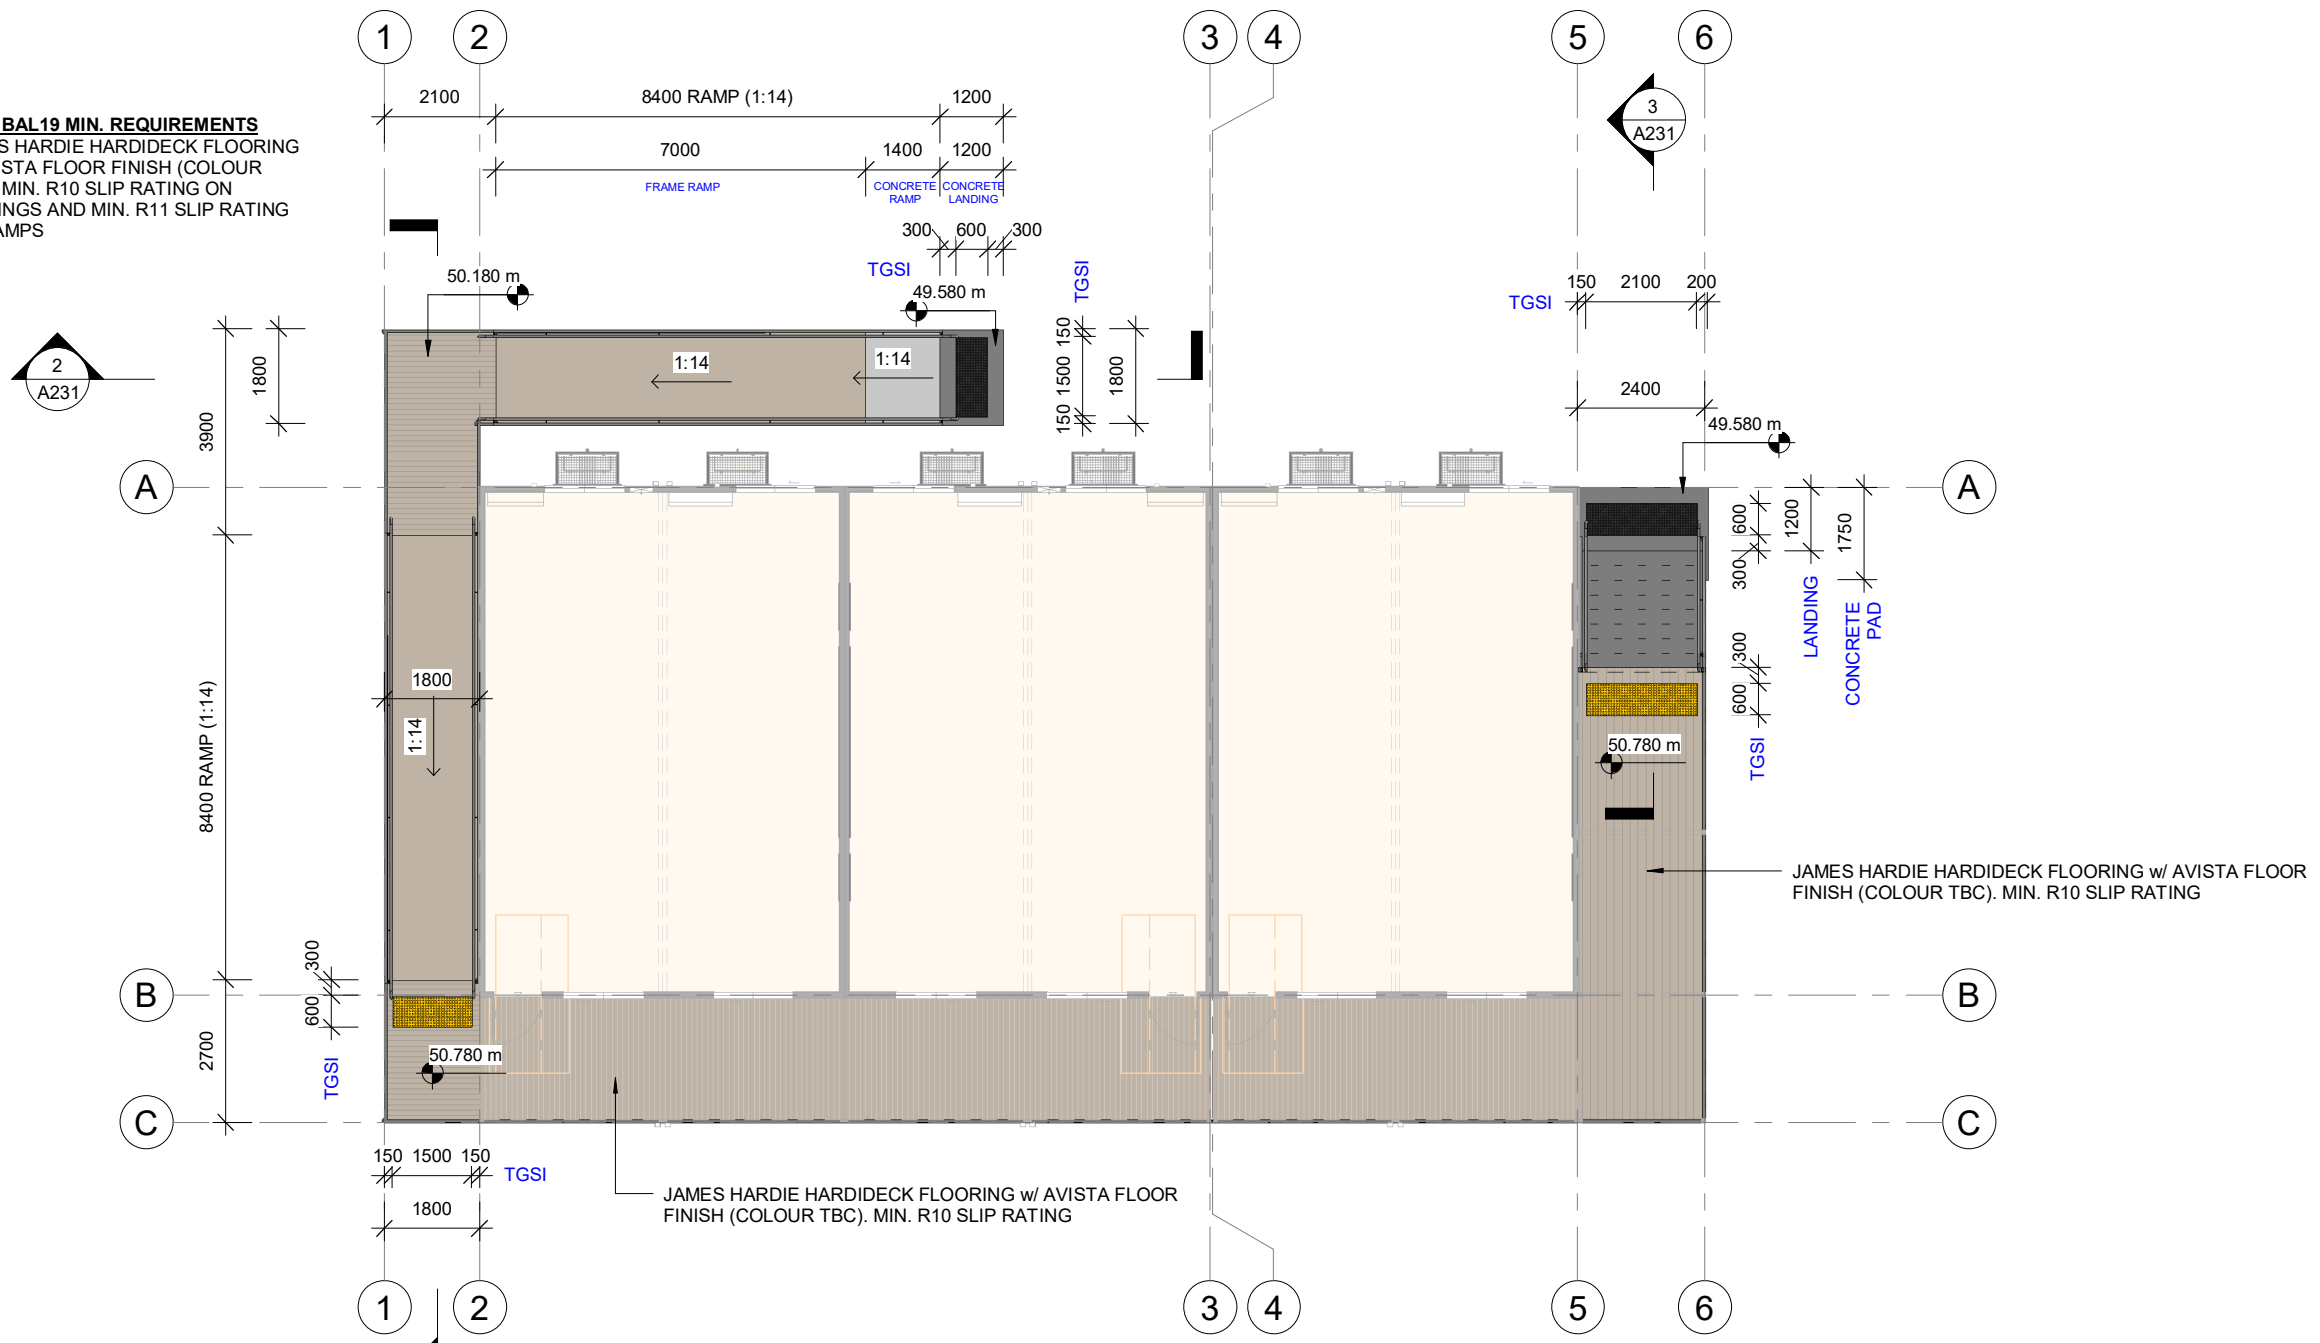 1
2
3
4
5
6
2100
8400 RAMP (1:14)
1200
3
A231
BAL19 MIN. REQUIREMENTS
S HARDIE HARDIDECK FLOORING
STA FLOOR FINISH (COLOUR
MIN. R10 SLIP RATING ON
NGS AND MIN. R11 SLIP RATING
AMPS
7000
1400
1200
FRAME RAMP
CONCRETE
RAMP
CONCRETE
LANDING
300
600
300
TGSI
TGSI
50.180 m
49.580 m
150
2100
200
TGSI
2
A231
1800
3900
1:14
1:14
150
1500
150
1800
2400
49.580 m
A
A
600
1200
1750
300
LANDING
CONCRETE
PAD
300
600
TGSI
1800
1:14
8400 RAMP (1:14)
50.780 m
JAMES HARDIE HARDIDECK FLOORING w/ AVISTA FLOOR
FINISH (COLOUR TBC). MIN. R10 SLIP RATING
300
B
B
600
2700
TGSI
50.780 m
C
C
150
1500
150
TGSI
1800
JAMES HARDIE HARDIDECK FLOORING w/ AVISTA FLOOR
FINISH (COLOUR TBC). MIN. R10 SLIP RATING
1
2
3
4
5
6